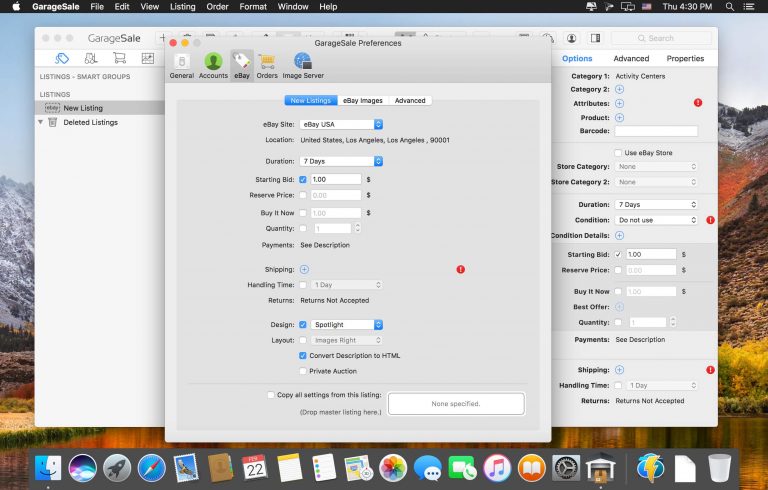 GarageSale File Edit View Listing Order Format Window Help Thu 4:30 PM
GarageSale
Search
LISTINGS › SMART GROUPS
LISTINGS
ebay New Listing
Deleted Listings
GarageSale Preferences
General Accounts eBay Orders Image Server
New Listings eBay Images Advanced
eBay Site: eBay USA
Location: United States, Los Angeles, Los Angeles , 90001
Duration: 7 Days
Starting Bid: 1.00 $
Reserve Price: 0.00 $
Buy It Now 1.00 $
Quantity: 1
Payments: See Description
Shipping:
Handling Time: 1 Day
Returns: Returns Not Accepted
Design: Spotlight
Layout: Images Right
Convert Description to HTML
Private Auction
Copy all settings from this listing:
(Drop master listing here.)
None specified.
Options Advanced Properties
Category 1: Activity Centers
Category 2:
Attributes:
Product:
Barcode:
Use eBay Store
Store Category: None
Store Category 2: None
Duration: 7 Days
Condition: Do not use
Condition Details:
Starting Bid: 1.00 $
Reserve Price: 0.00
Buy It Now 1.00 $
Best Offer:
Quantity: 1
Payments: See Description
Shipping:
Handling Time: 1 Day
Returns: Returns Not Accepted
FEB
22